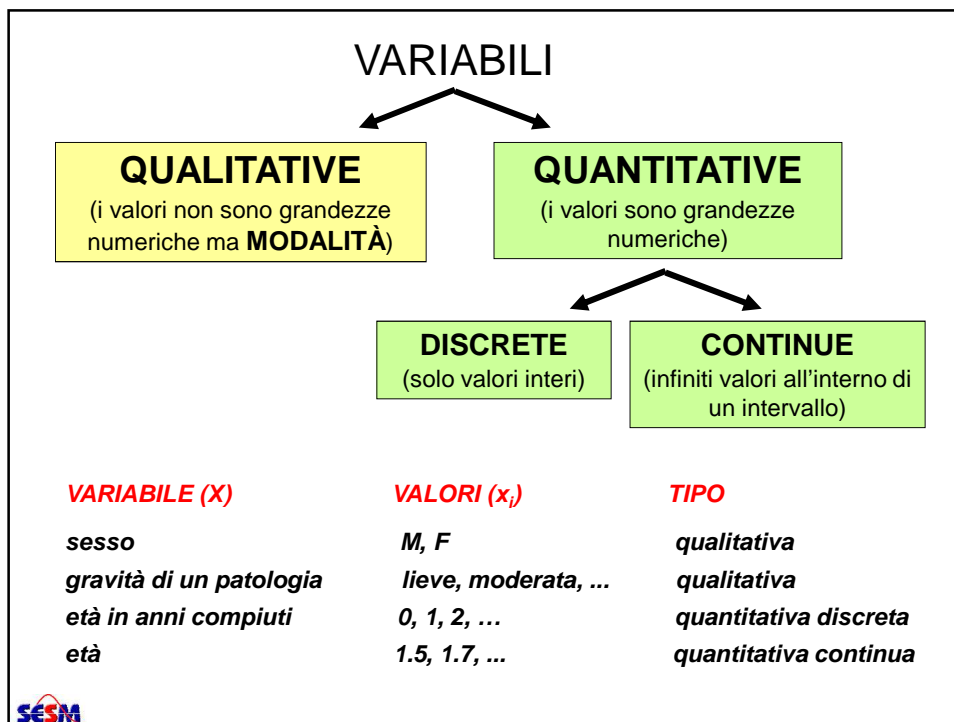 VARIABILI
QUALITATIVE
(i valori non sono grandezze
numeriche ma MODALITÀ)
QUANTITATIVE
(i valori sono grandezze
numeriche)
DISCRETE
(solo valori interi)
CONTINUE
(infiniti valori all'interno di
un intervallo)
VARIABILE (X) VALORI (xi) TIPO
sesso M, F qualitativa
gravità di un patologia lieve, moderata, ... qualitativa
età in anni compiuti 0, 1, 2, … quantitativa discreta
età 1.5, 1.7, ... quantitativa continua
SESM